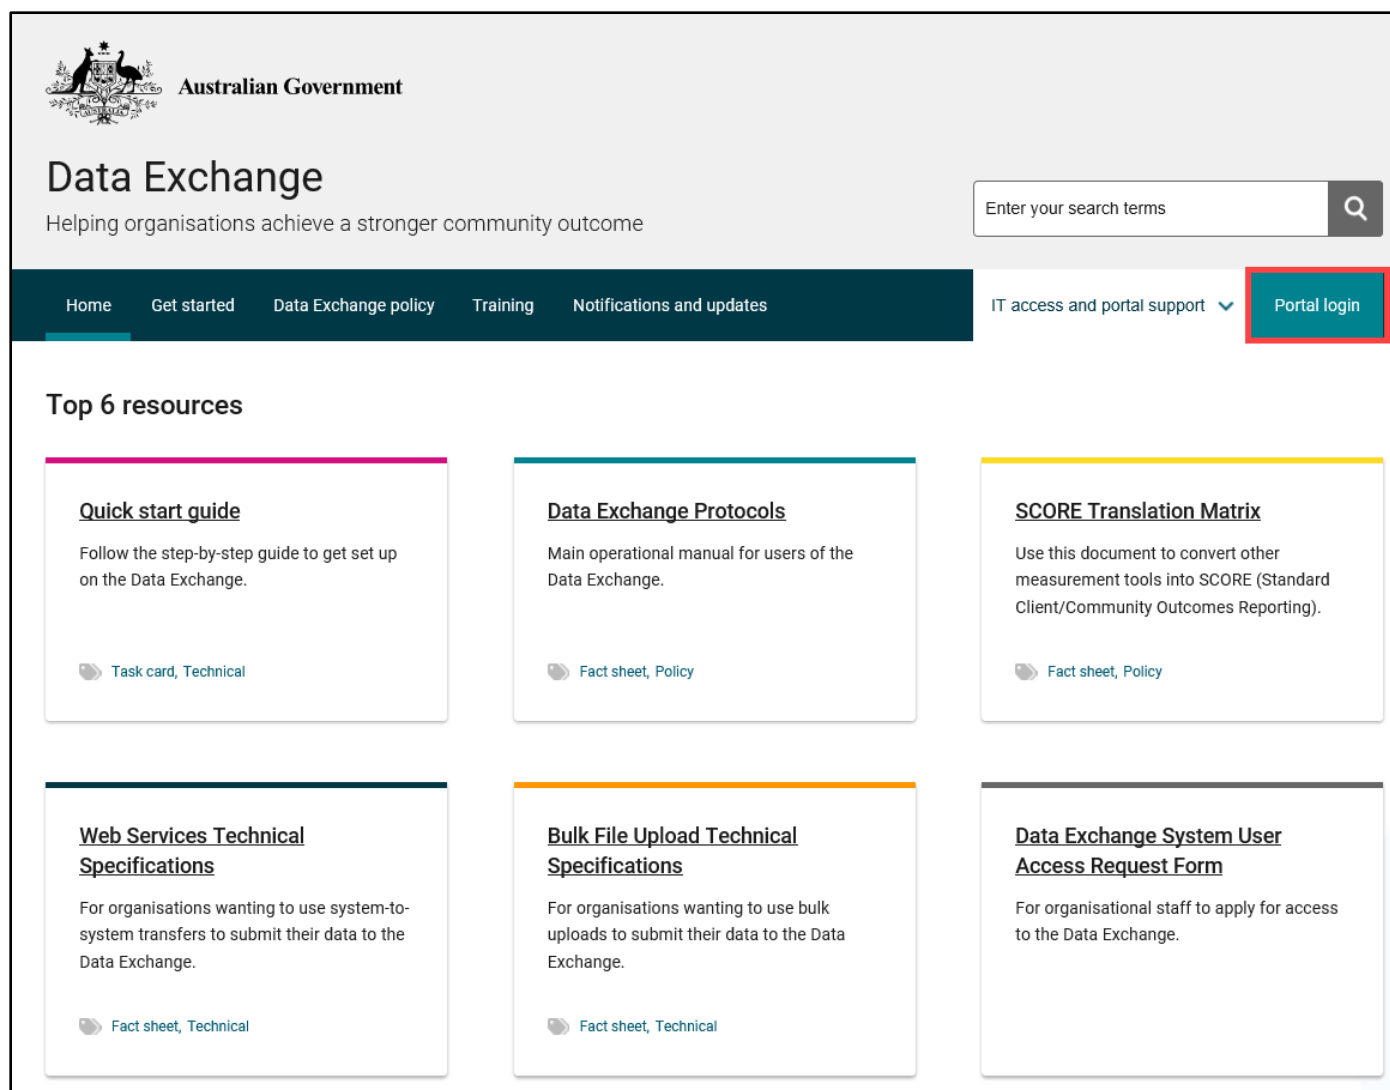 AUSTRALIA
Australian Government
Data Exchange
Helping organisations achieve a stronger community outcome
Enter your search terms
Home Get started Data Exchange policy Training Notifications and updates IT access and portal support Portal login
Top 6 resources
Quick start guide
Follow the step-by-step guide to get set up
on the Data Exchange.
Task card, Technical
Data Exchange Protocols
Main operational manual for users of the
Data Exchange.
Fact sheet, Policy
SCORE Translation Matrix
Use this document to convert other
measurement tools into SCORE (Standard
Client/Community Outcomes Reporting).
Fact sheet, Policy
Web Services Technical
Specifications
For organisations wanting to use system-to-
system transfers to submit their data to the
Data Exchange.
Fact sheet, Technical
Bulk File Upload Technical
Specifications
For organisations wanting to use bulk
uploads to submit their data to the Data
Exchange.
Fact sheet, Technical
Data Exchange System User
Access Request Form
For organisational staff to apply for access
to the Data Exchange.